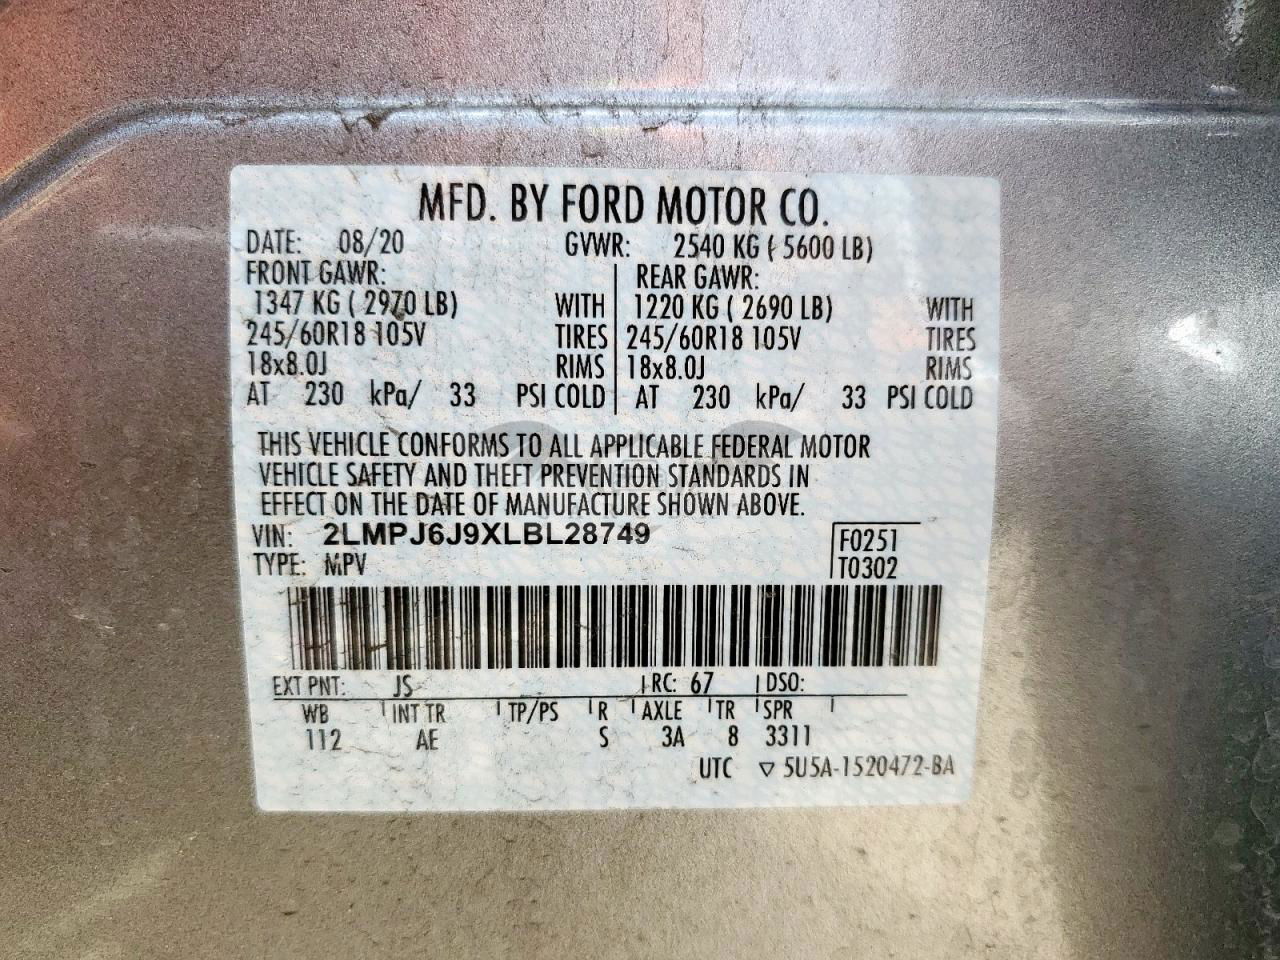 MFD. BY FORD MOTOR CO.
DATE: 08/20 GVWR: 2540 KG ( 5600 LB)
FRONT GAWR: REAR GAWR:
1347 KG ( 2970 LB) WITH 1220 KG ( 2690 LB) WITH
245/60R18 105V TIRES 245/60R18 105V TIRES
18x8.0J RIMS 18x8.0J RIMS
AT 230 kPa/ 33 PSI COLD AT 230 kPa/ 33 PSI COLD
THIS VEHICLE CONFORMS TO ALL APPLICABLE FEDERAL MOTOR
VEHICLE SAFETY AND THEFT PREVENTION STANDARDS IN
EFFECT ON THE DATE OF MANUFACTURE SHOWN ABOVE.
VIN: 2LMPJ6J9XLBL28749 F0251
TYPE: MPV T0302
EXT PNT: JS RC: 67 DSO:
WB INT TR TP/PS R AXLE TR SPR
112 AE S 3A 8 3311
UTC ▽ 5U5A-1520472-BA